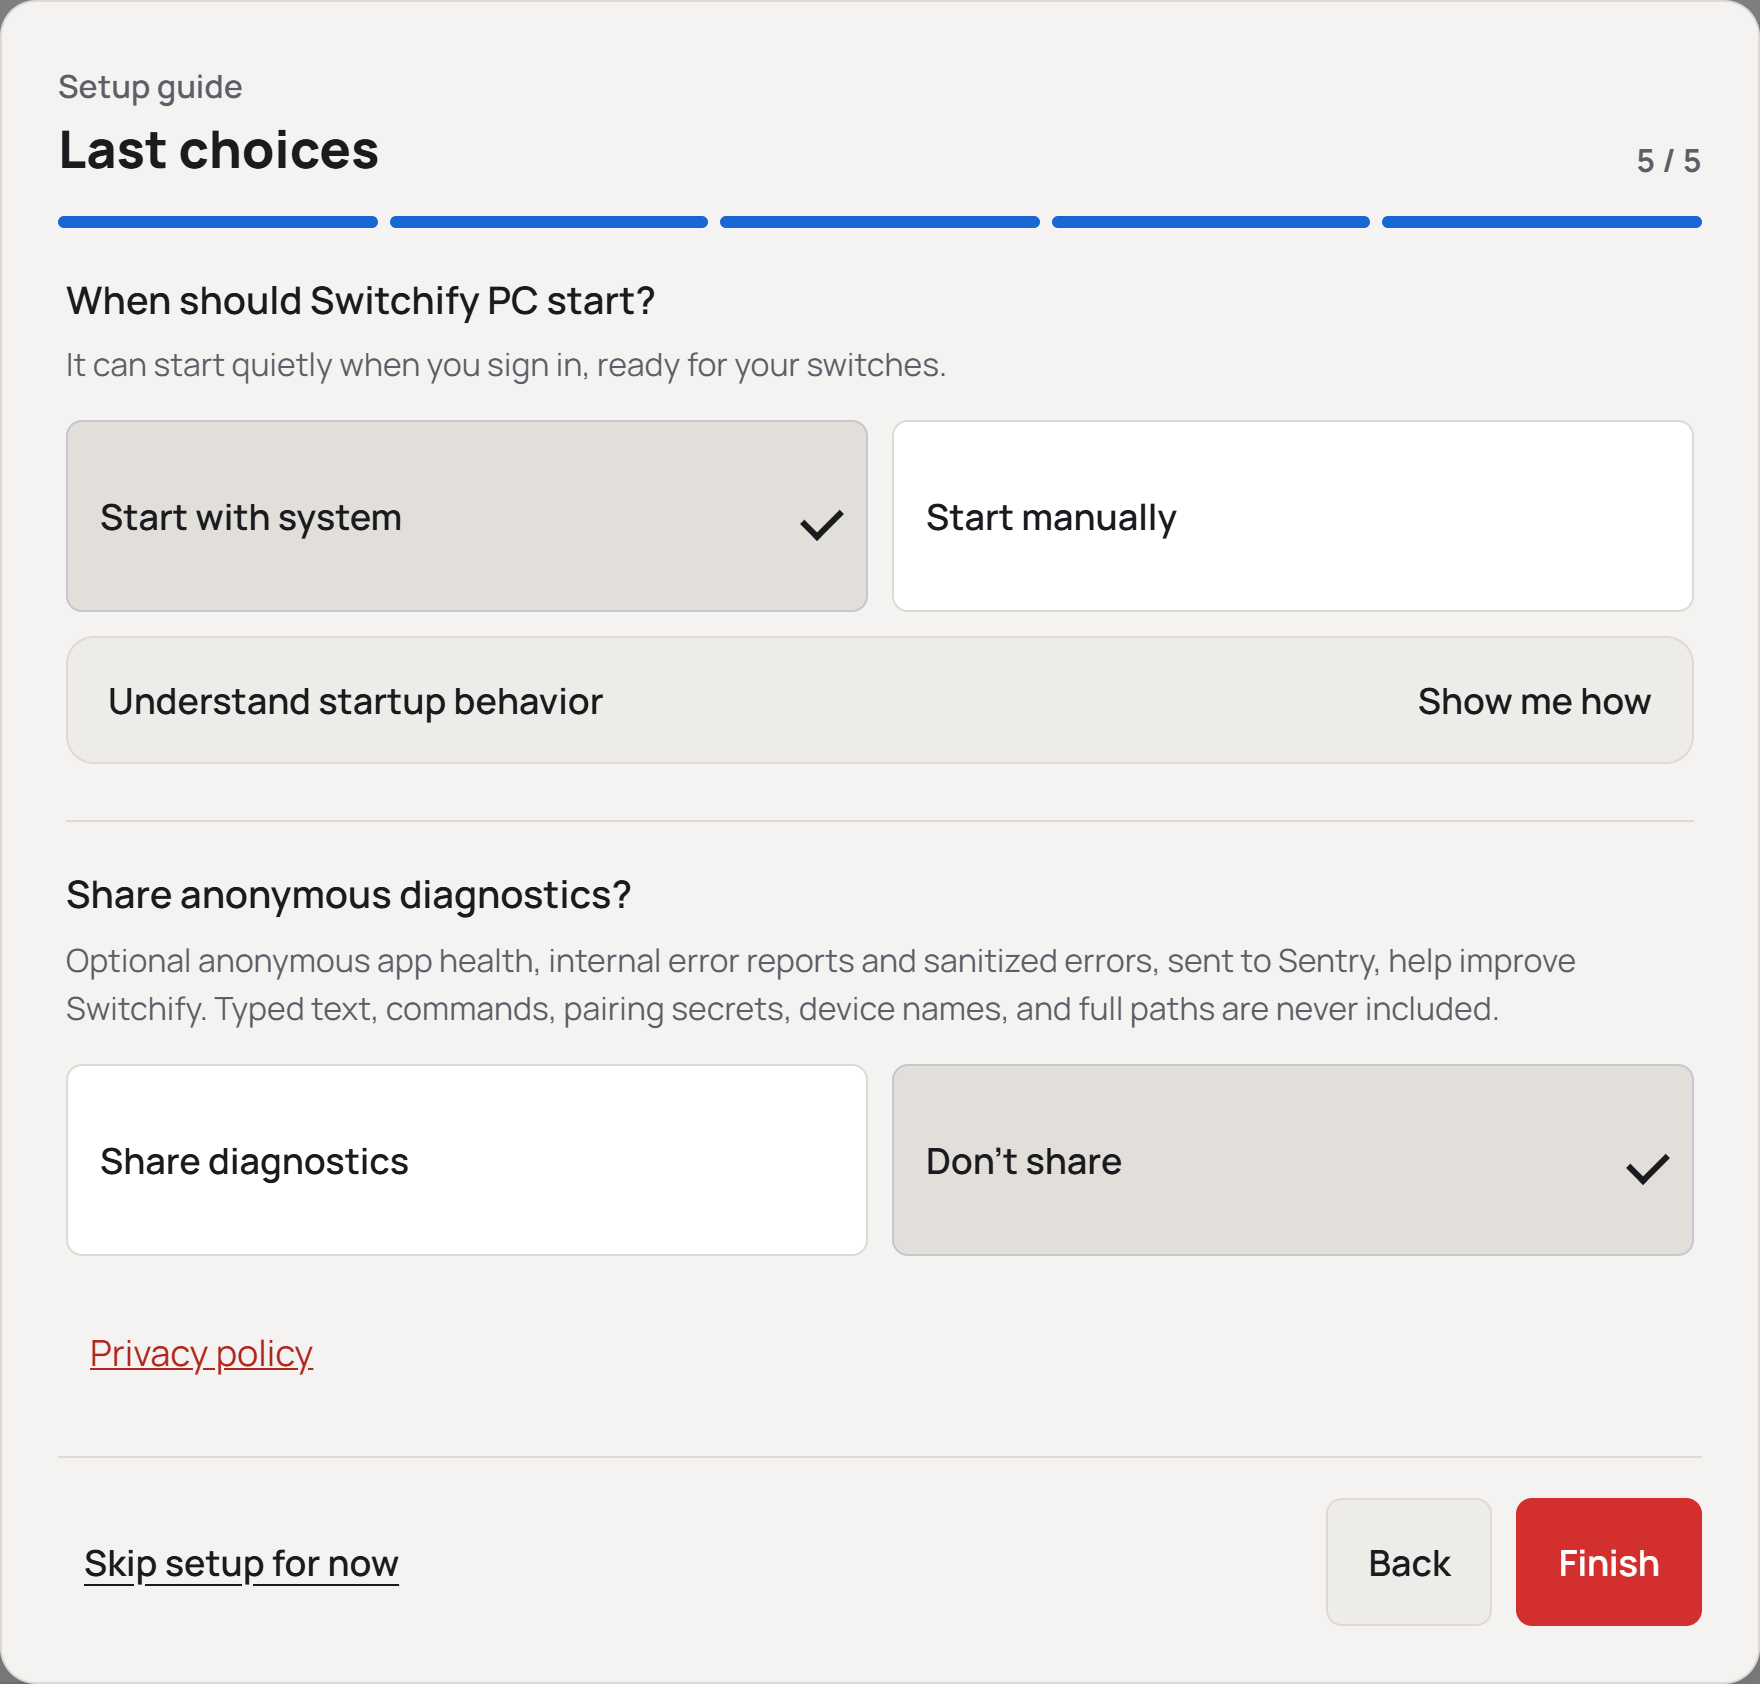 Setup guide
Last choices
5 / 5
When should Switchify PC start?
It can start quietly when you sign in, ready for your switches.
Start with system
Start manually
Understand startup behavior
Show me how
Share anonymous diagnostics?
Optional anonymous app health, internal error reports and sanitized errors, sent to Sentry, help improve
Switchify. Typed text, commands, pairing secrets, device names, and full paths are never included.
Share diagnostics
Don’t share
Privacy policy
Skip setup for now
Back
Finish